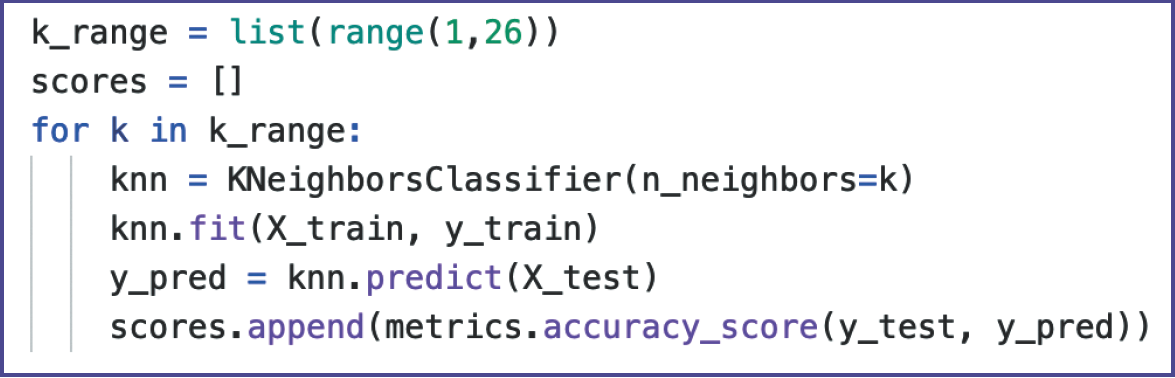 k_range = list(range(1,26))
scores = []
for k in k_range:
    knn = KNeighborsClassifier(n_neighbors=k)
    knn.fit(X_train, y_train)
    y_pred = knn.predict(X_test)
    scores.append(metrics.accuracy_score(y_test, y_pred))